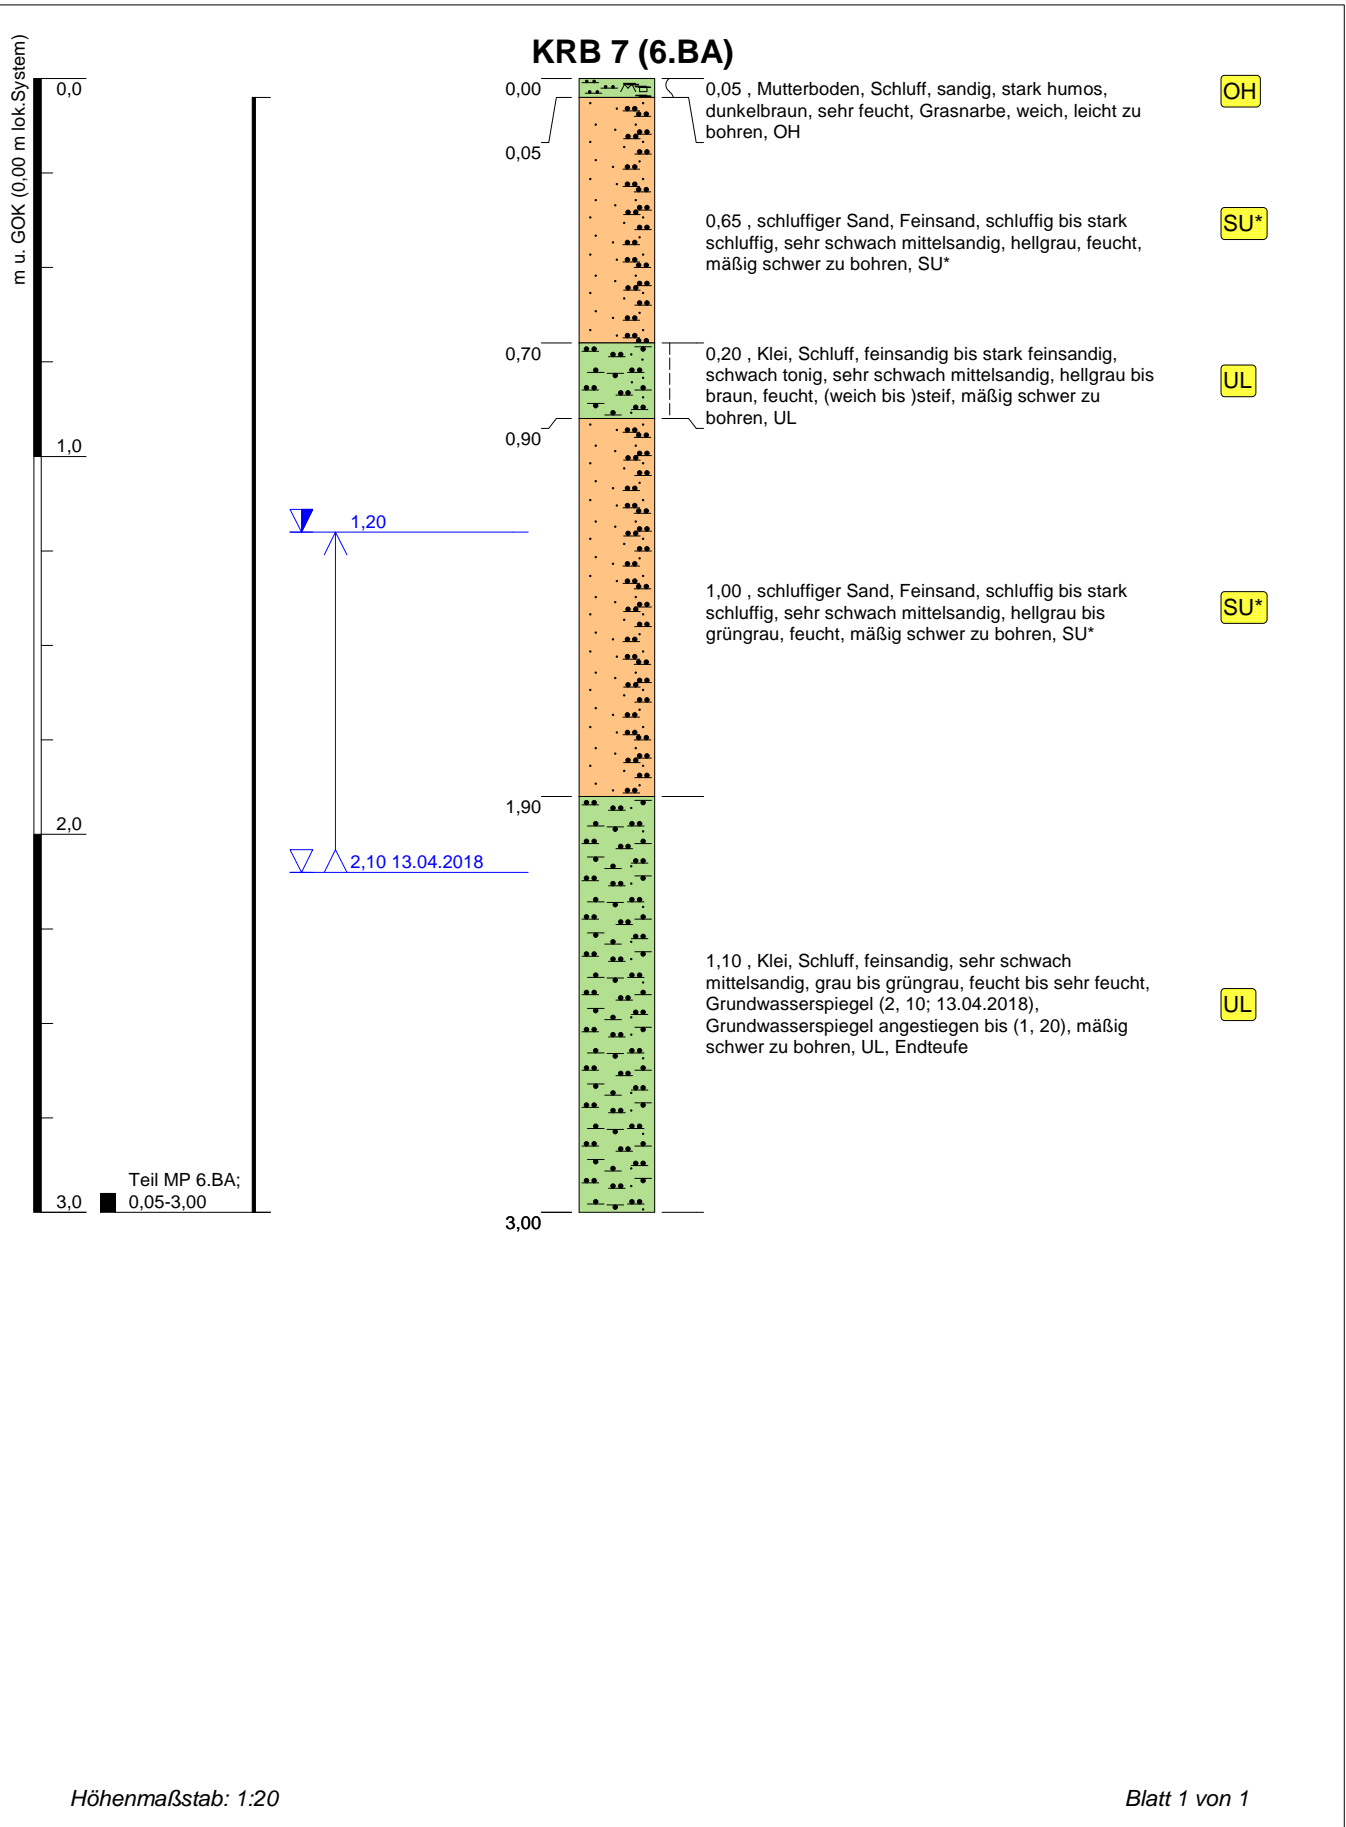 KRB 7 (6.BA)
m u. GOK (0,00 m lok.System)
0,0
0,00
0,05 , Mutterboden, Schluff, sandig, stark humos,
dunkelbraun, sehr feucht, Grasnarbe, weich, leicht zu
bohren, OH
OH
0,05
0,65 , schluffiger Sand, Feinsand, schluffig bis stark
schluffig, sehr schwach mittelsandig, hellgrau, feucht,
mäßig schwer zu bohren, SU*
SU*
0,70
0,20 , Klei, Schluff, feinsandig bis stark feinsandig,
schwach tonig, sehr schwach mittelsandig, hellgrau bis
braun, feucht, (weich bis )steif, mäßig schwer zu
bohren, UL
UL
0,90
1,0
1,20
1,00 , schluffiger Sand, Feinsand, schluffig bis stark
schluffig, sehr schwach mittelsandig, hellgrau bis
grüngrau, feucht, mäßig schwer zu bohren, SU*
SU*
1,90
2,0
2,10 13.04.2018
1,10 , Klei, Schluff, feinsandig, sehr schwach
mittelsandig, grau bis grüngrau, feucht bis sehr feucht,
Grundwasserspiegel (2, 10; 13.04.2018),
Grundwasserspiegel angestiegen bis (1, 20), mäßig
schwer zu bohren, UL, Endteufe
UL
Teil MP 6.BA;
0,05-3,00
3,0
3,00
Höhenmaßstab: 1:20
Blatt 1 von 1